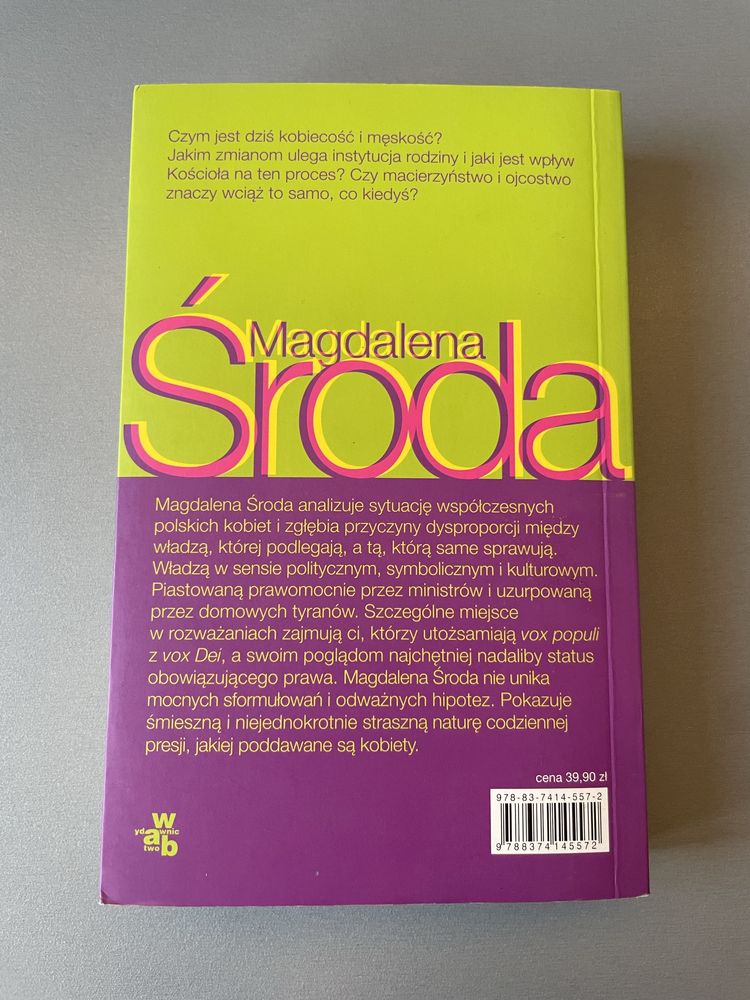 Czym jest dziś kobiecość i męskość?
Jakim zmianom ulega instytucja rodziny i jaki jest wpływ
Kościoła na ten proces? Czy macierzyństwo i ojcostwo
znaczy wciąż to samo, co kiedyś?
Magdalena
Środa
Magdalena Środa analizuje sytuację współczesnych
polskich kobiet i zgłębia przyczyny dysproporcji między
władzą, której podlegają, a tą, którą same sprawują.
Władzą w sensie politycznym, symbolicznym i kulturowym.
Piastowaną prawomocnie przez ministrów i uzurpowaną
przez domowych tyranów. Szczególne miejsce
w rozważaniach zajmują ci, którzy utożsamiają vox populi
z vox Dei, a swoim poglądom najchętniej nadaliby status
obowiązującego prawa. Magdalena Środa nie unika
mocnych sformułowań i odważnych hipotez. Pokazuje
śmieszną i niejednokrotnie straszną naturę codziennej
presji, jakiej poddawane są kobiety.
cena 39,90 zł
978-83-7414-557-2
9 788374 145572
wydawnictwo
wab